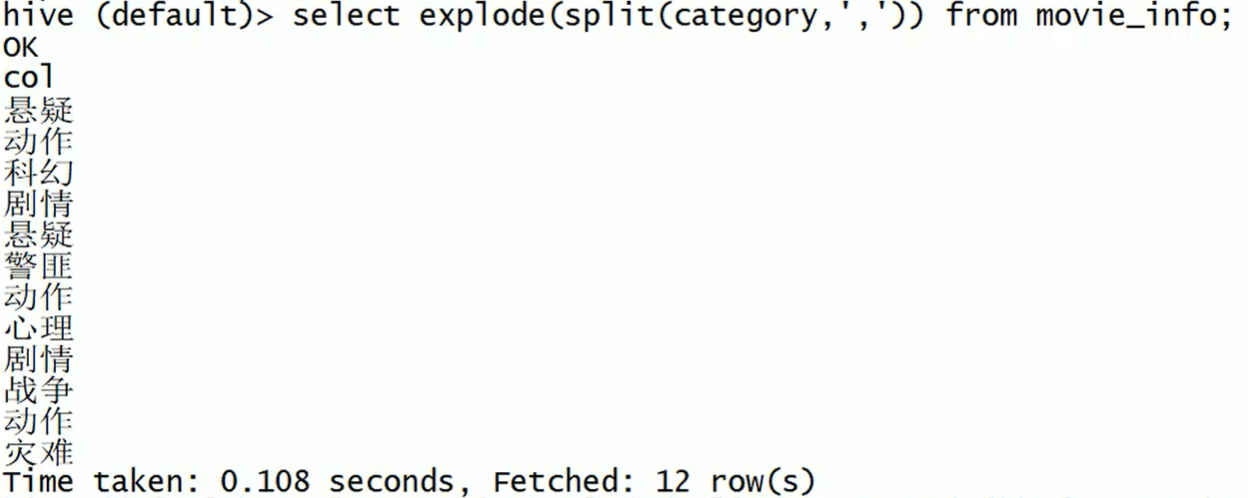 hive (default)> select explode(split(category,',')) from movie_info;
OK
col
悬疑
动作
科幻
剧情
悬疑
警匪
动作
心理
剧情
战争
动作
灾难
Time taken: 0.108 seconds, Fetched: 12 row(s)